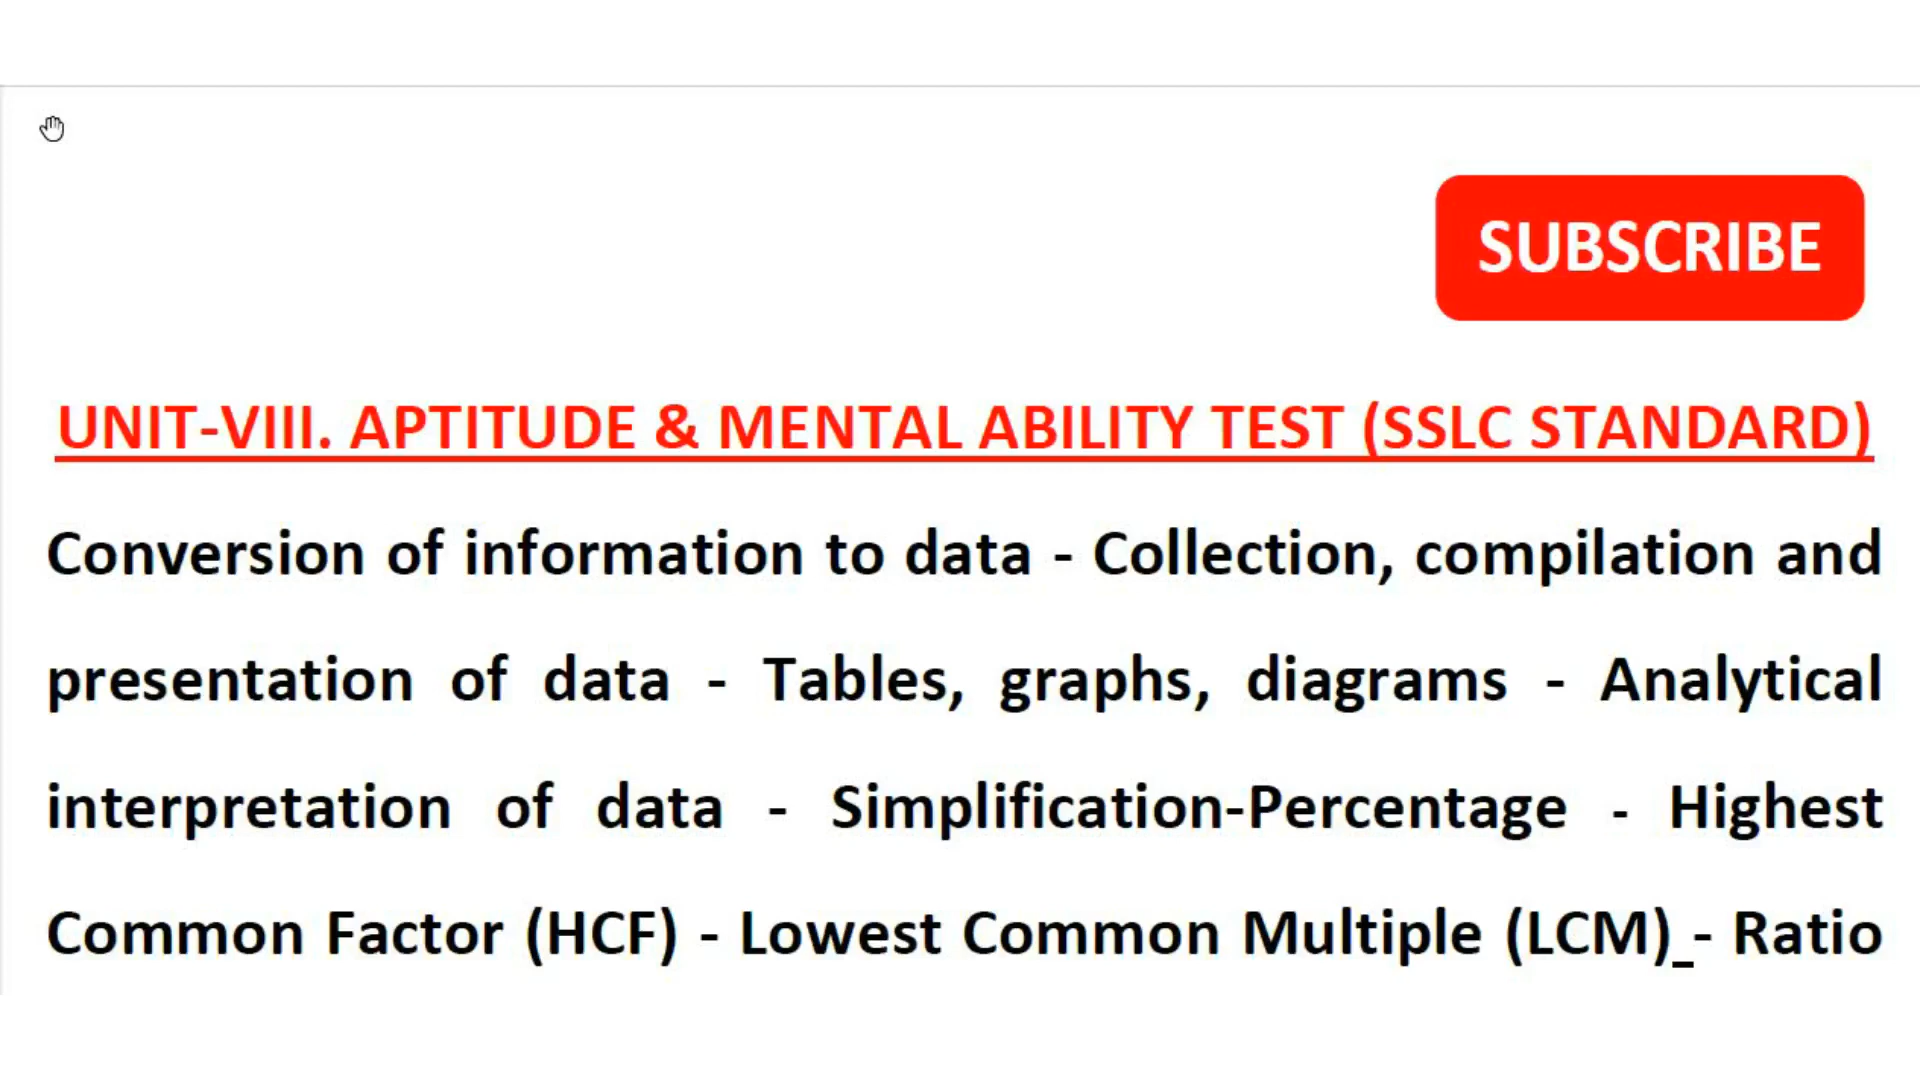 SUBSCRIBE
UNIT-VIII. APTITUDE & MENTAL ABILITY TEST (SSLC STANDARD)
Conversion of information to data - Collection, compilation and
presentation of data - Tables, graphs, diagrams - Analytical
interpretation of data - Simplification-Percentage - Highest
Common Factor (HCF) - Lowest Common Multiple (LCM)_- Ratio